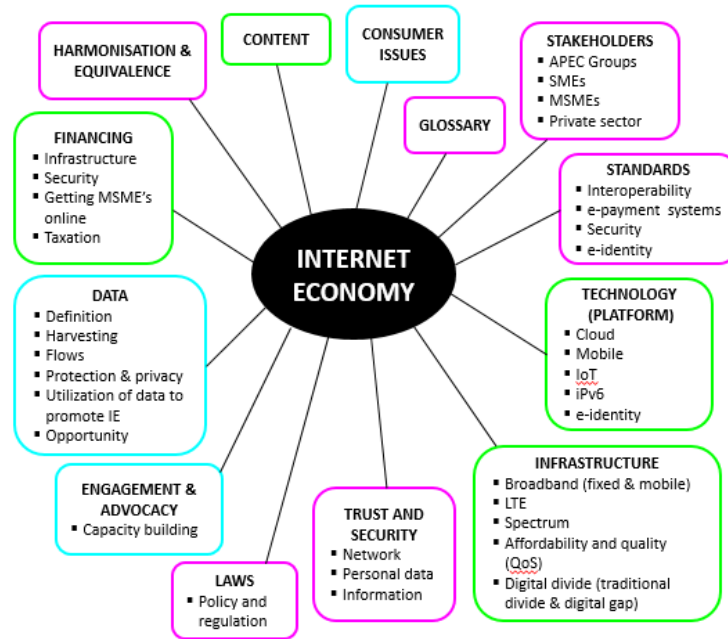 HARMONISATION &
EQUIVALENCE
CONTENT
CONSUMER
ISSUES
GLOSSARY
STAKEHOLDERS
▪ APEC Groups
▪ SMEs
▪ MSMEs
▪ Private sector
FINANCING
▪ Infrastructure
▪ Security
▪ Getting MSME's
online
▪ Taxation
STANDARDS
▪ Interoperability
▪ e-payment systems
▪ Security
▪ e-identity
INTERNET
ECONOMY
DATA
▪ Definition
▪ Harvesting
▪ Flows
▪ Protection & privacy
▪ Utilization of data to
promote IE
▪ Opportunity
TECHNOLOGY
(PLATFORM)
▪ Cloud
▪ Mobile
▪ IoT
▪ iPv6
▪ e-identity
ENGAGEMENT &
ADVOCACY
▪ Capacity building
LAWS
▪ Policy and
regulation
TRUST AND
SECURITY
▪ Network
▪ Personal data
▪ Information
INFRASTRUCTURE
▪ Broadband (fixed & mobile)
▪ LTE
▪ Spectrum
▪ Affordability and quality
(QoS)
▪ Digital divide (traditional
divide & digital gap)